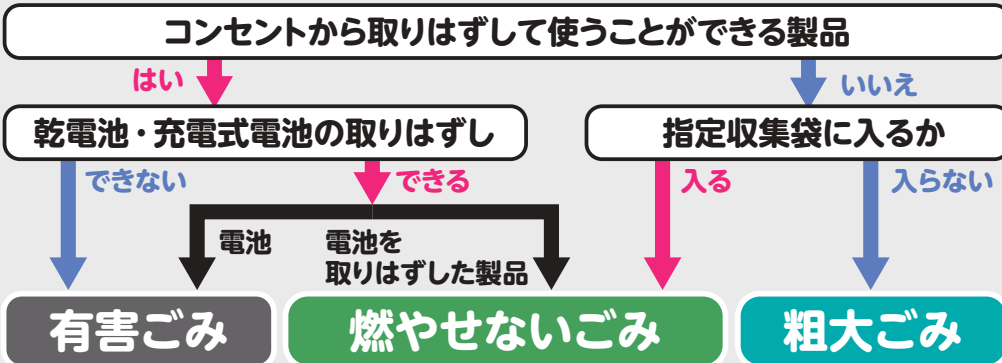 コンセントから取りはずして使うことができる製品
はい
いいえ
乾電池・充電式電池の取りはずし
指定収集袋に入るか
できない
できる
入る
入らない
電池
電池を
取りはずした製品
有害ごみ
燃やせないごみ
粗大ごみ